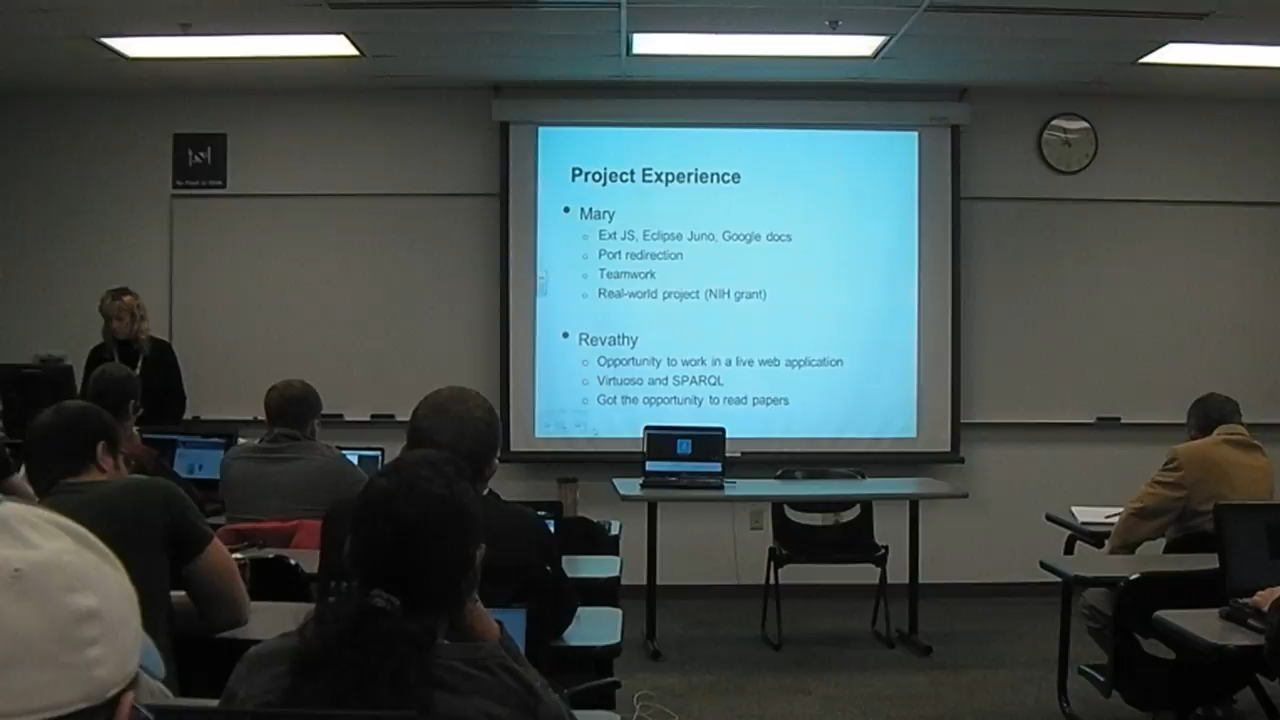 Project Experience
• Mary
○ Ext JS, Eclipse Juno, Google docs
○ Port redirection
○ Teamwork
○ Real-world project (NIH grant)
• Revathy
○ Opportunity to work in a live web application
○ Virtuoso and SPARQL
○ Got the opportunity to read papers